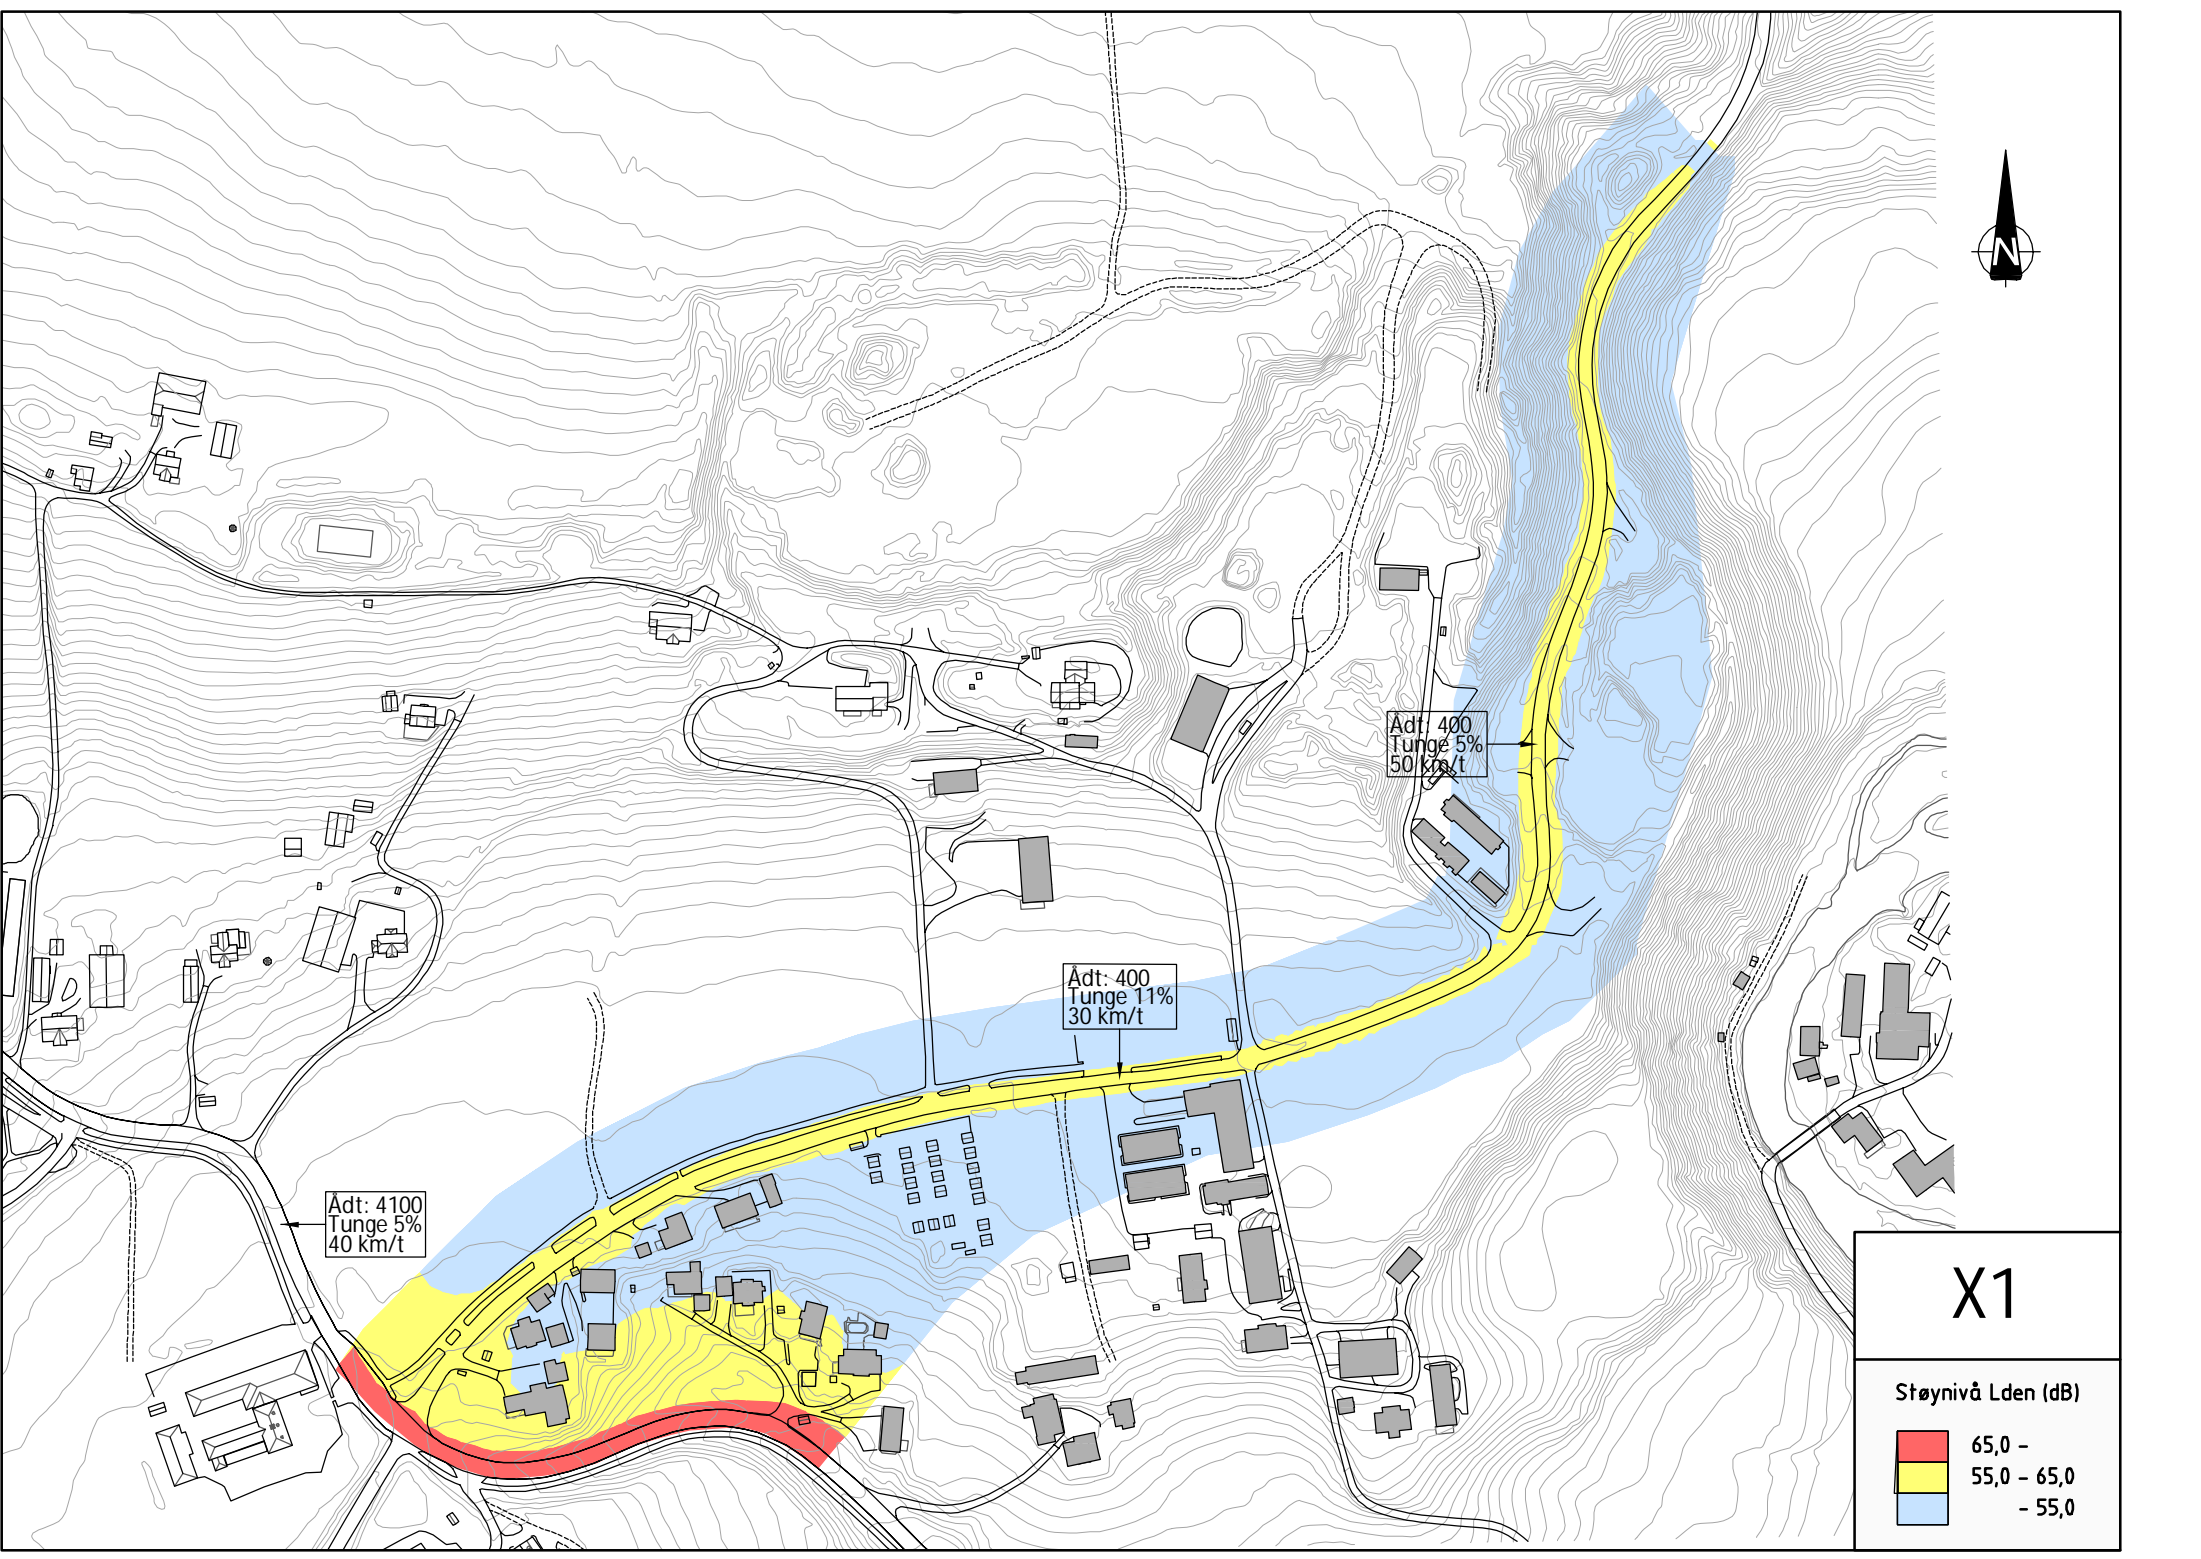 N
Ådt: 400
Tunge 5%
50 km/t
Ådt: 400
Tunge 11%
30 km/t
Ådt: 4100
Tunge 5%
40 km/t
X1
Støynivå Lden (dB)
65,0 -
55,0 - 65,0
- 55,0